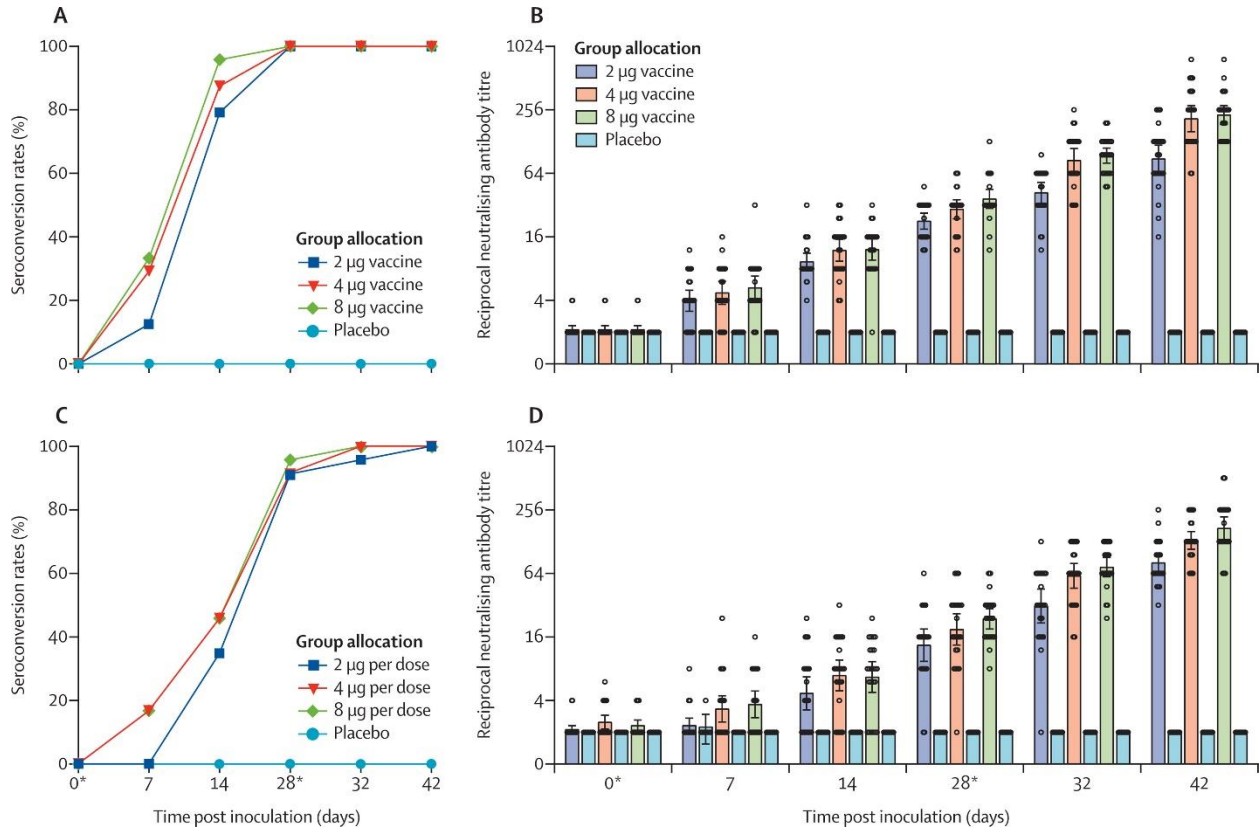 A
Seroconversion rates (%)
100
80
60
40
20
0
Group allocation
2 µg vaccine
4 µg vaccine
8 µg vaccine
Placebo
B
Reciprocal neutralising antibody titre
1024
256
64
16
4
0
Group allocation
2 µg vaccine
4 µg vaccine
8 µg vaccine
Placebo
C
Seroconversion rates (%)
100
80
60
40
20
0
Group allocation
2 µg per dose
4 µg per dose
8 µg per dose
Placebo
0* 7 14 28* 32 42
Time post inoculation (days)
D
Reciprocal neutralising antibody titre
1024
256
64
16
4
0
0* 7 14 28* 32 42
Time post inoculation (days)